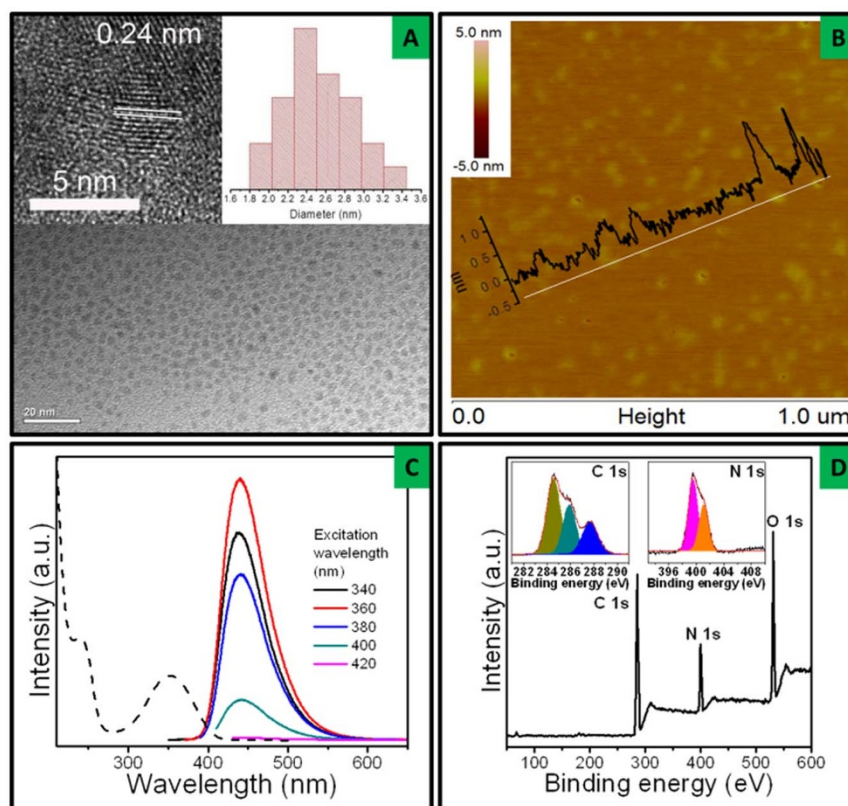 0.24 nm
A
5 nm
1.6 1.8 2.0 2.2 2.4 2.6 2.8 3.0 3.2 3.4 3.6
Diameter (nm)
20 nm
5.0 nm
B
-5.0 nm
1.0
0.5
0.0
-0.5
nm
0.0 Height 1.0 um
C
Intensity (a.u.)
Excitation
wavelength
(nm)
340
360
380
400
420
300 400 500 600
Wavelength (nm)
D
Intensity (a.u.)
C 1s
282 284 286 288 290
Binding energy (eV)
N 1s
396 400 404 408
Binding energy (eV)
C 1s
N 1s
O 1s
100 200 300 400 500 600
Binding energy (eV)